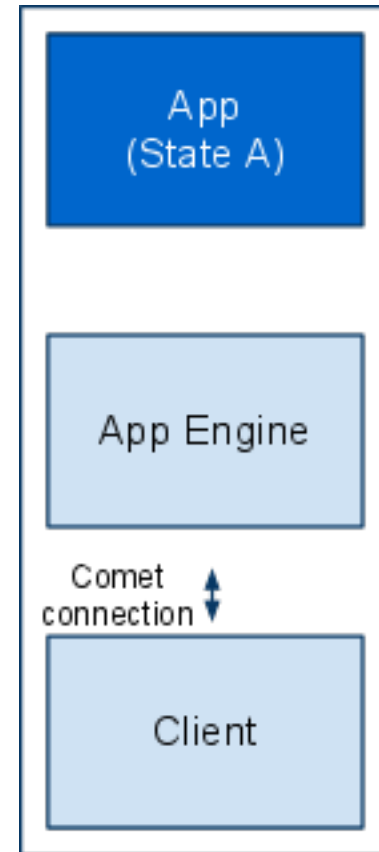 App
(State A)
App Engine
Comet
connection
Client